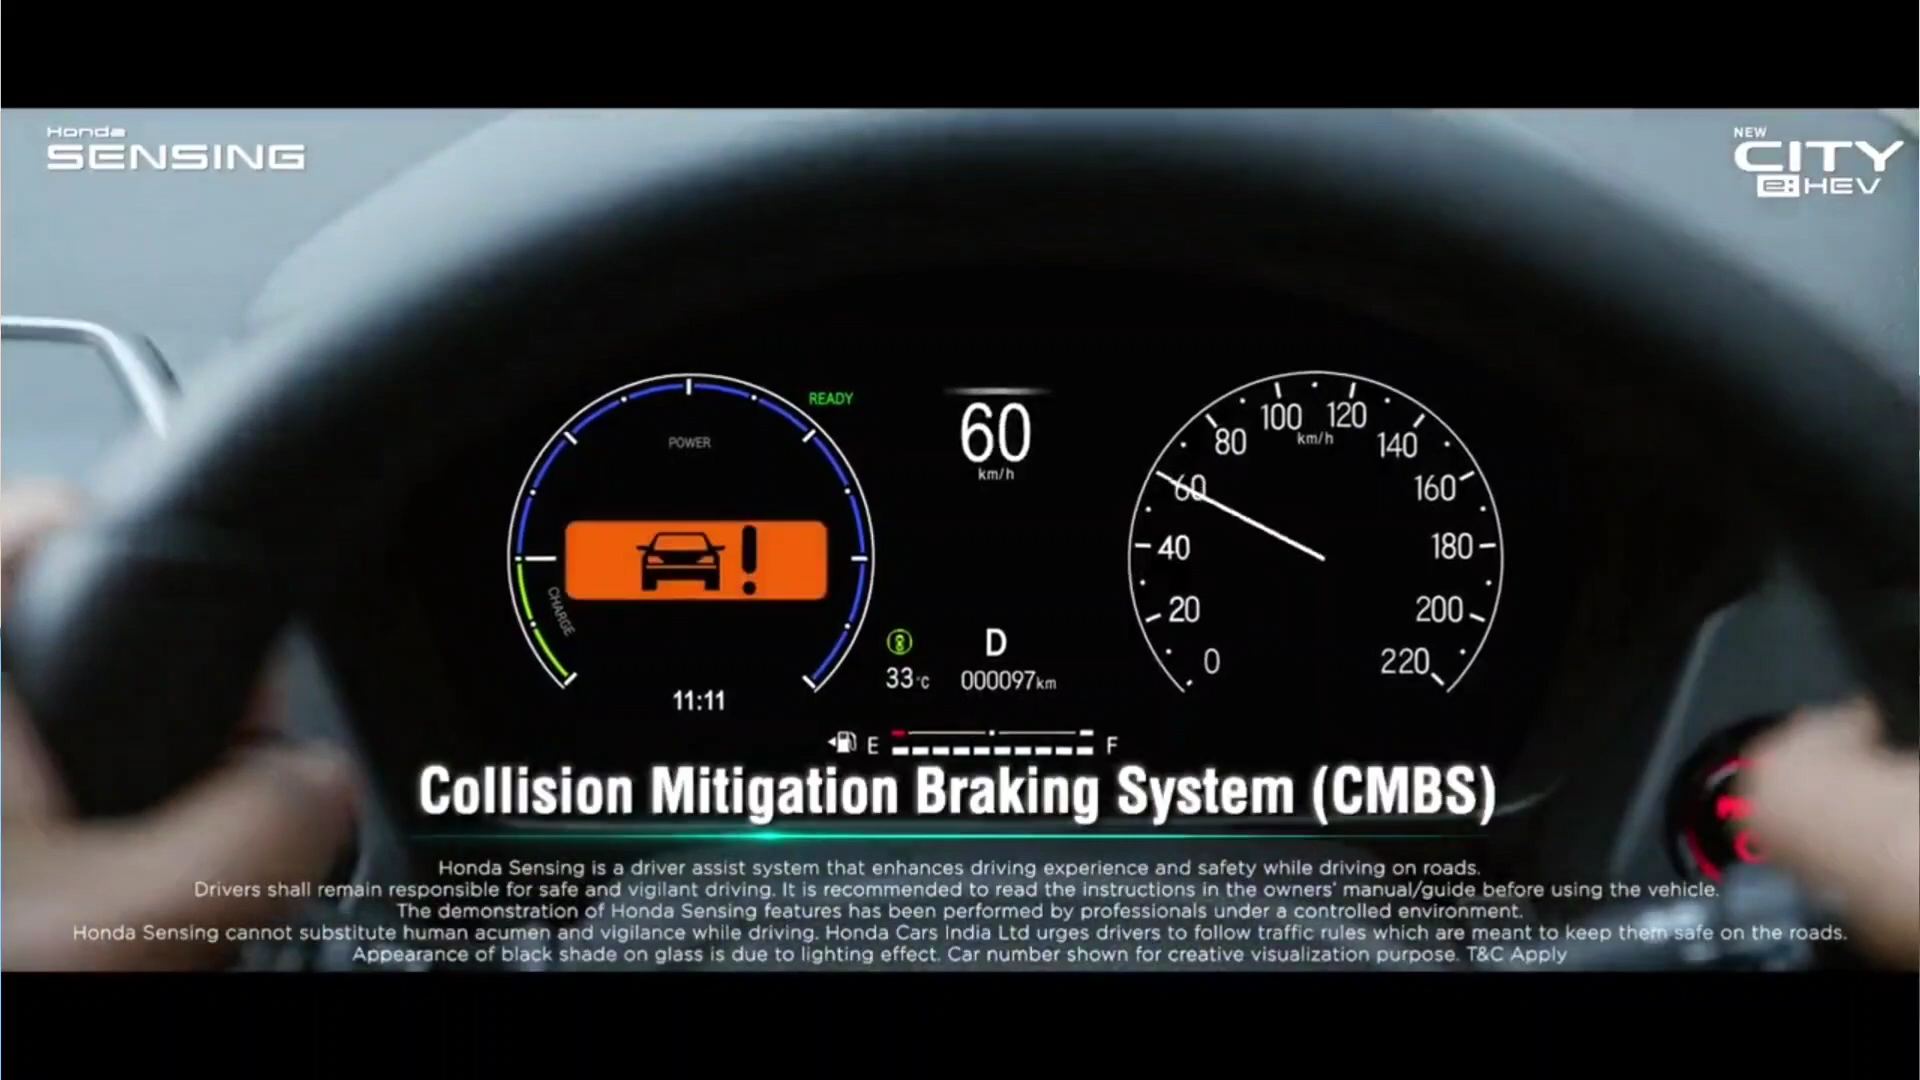 Honda
SENSING
NEW
CITY
e:HEV
READY
POWER
CHARGE
11:11
60
km/h
D
33°C
000097km
E
F
0
20
40
60
80
100
120
140
160
180
200
220
km/h
Collision Mitigation Braking System (CMBS)
Honda Sensing is a driver assist system that enhances driving experience and safety while driving on roads.
Drivers shall remain responsible for safe and vigilant driving. It is recommended to read the instructions in the owners' manual/guide before using the vehicle.
The demonstration of Honda Sensing features has been performed by professionals under a controlled environment.
Honda Sensing cannot substitute human acumen and vigilance while driving. Honda Cars India Ltd urges drivers to follow traffic rules which are meant to keep them safe on the roads.
Appearance of black shade on glass is due to lighting effect. Car number shown for creative visualization purpose. T&C Apply